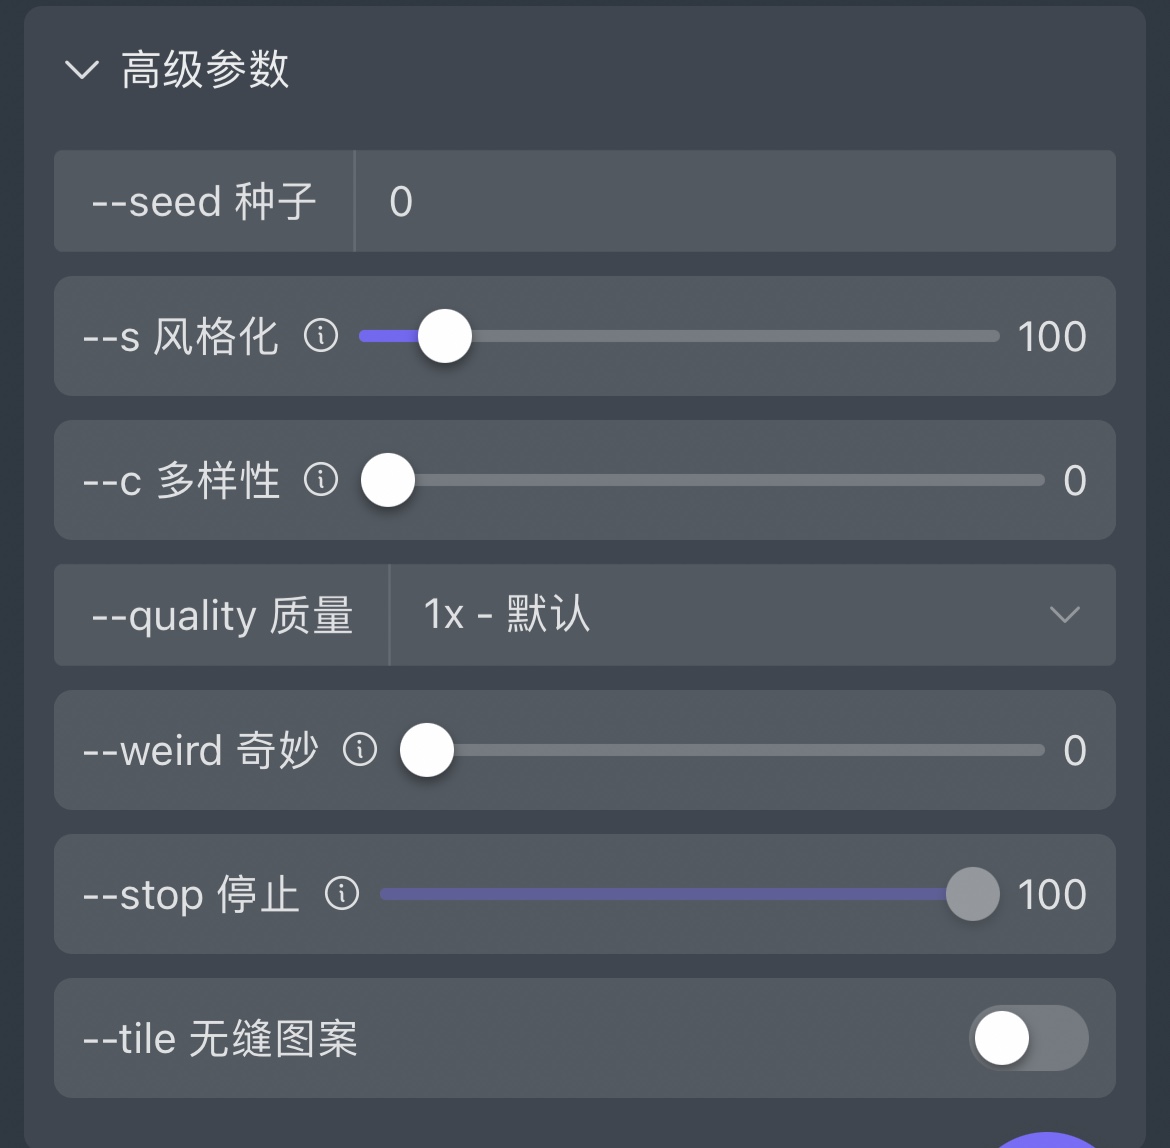 高级参数
--seed 种子 0
--s 风格化 100
--c 多样性 0
--quality 质量 1x - 默认
--weird 奇妙 0
--stop 停止 100
--tile 无缝图案